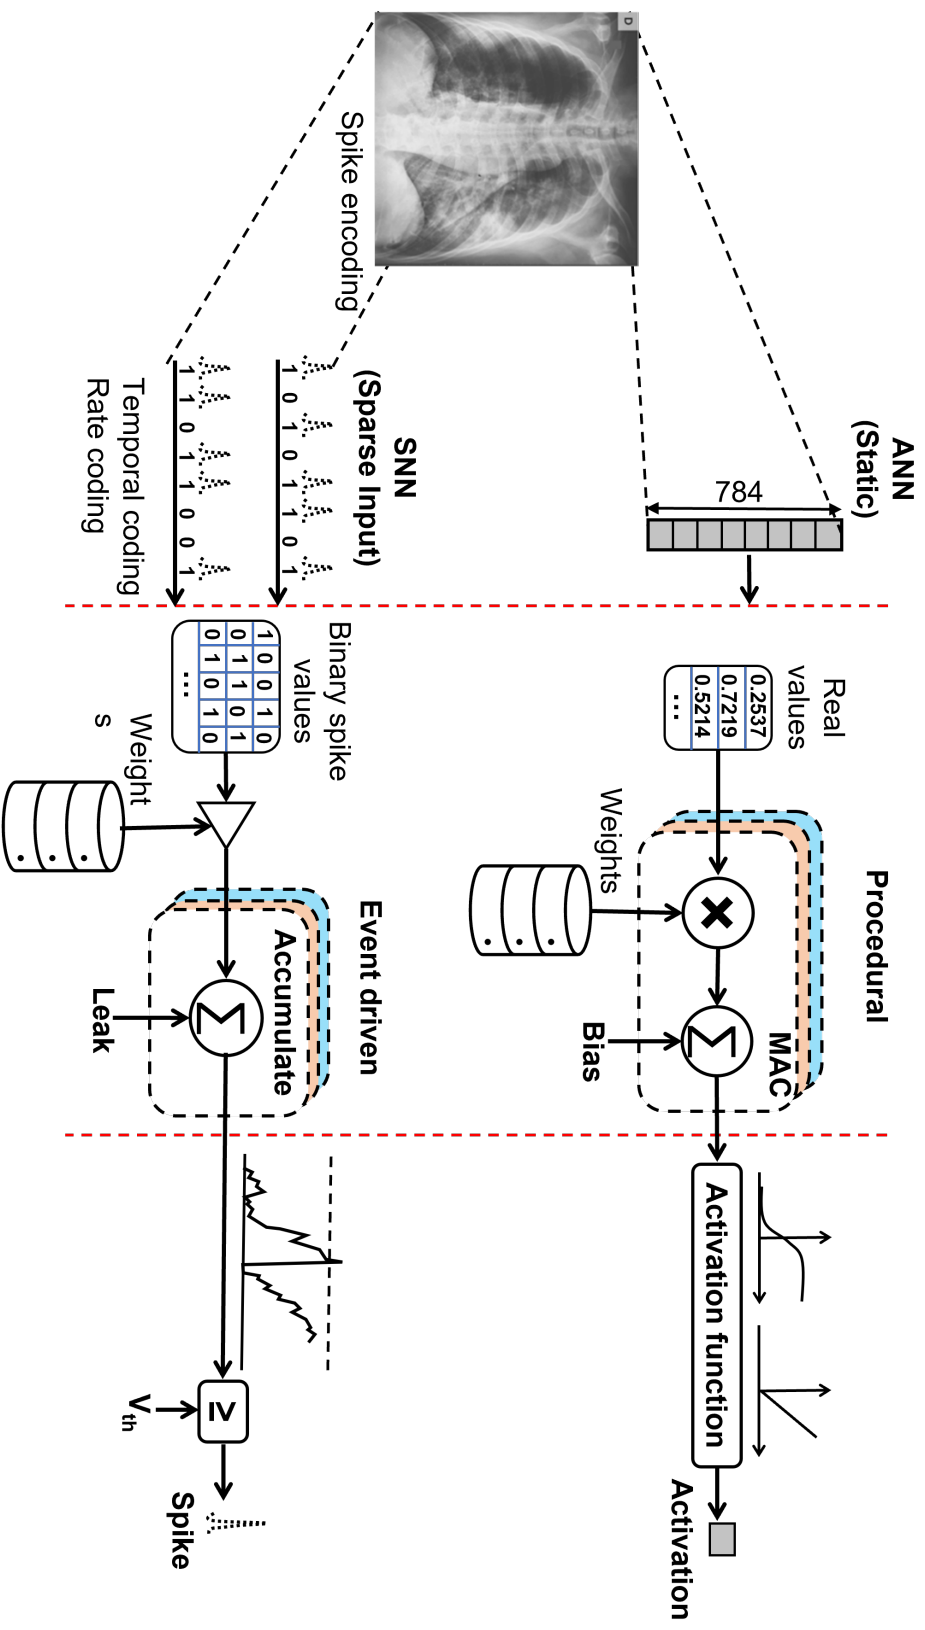 D
ANN
(Static)
784
Real
values
0.2537
0.7219
0.5214
...
Weights
Procedural
MAC
Σ
Bias
Activation function
Activation
Spike encoding
SNN
(Sparse Input)
1 0 1 0 1 1 0 1
1 1 0 1 1 0 0 1
Temporal coding
Rate coding
Binary spike
values
1 0 0 1 0
0 1 1 0 1
0 1 0 1 0
...
Weight
s
Event driven
Accumulate
Σ
Leak
≥
Vth
Spike